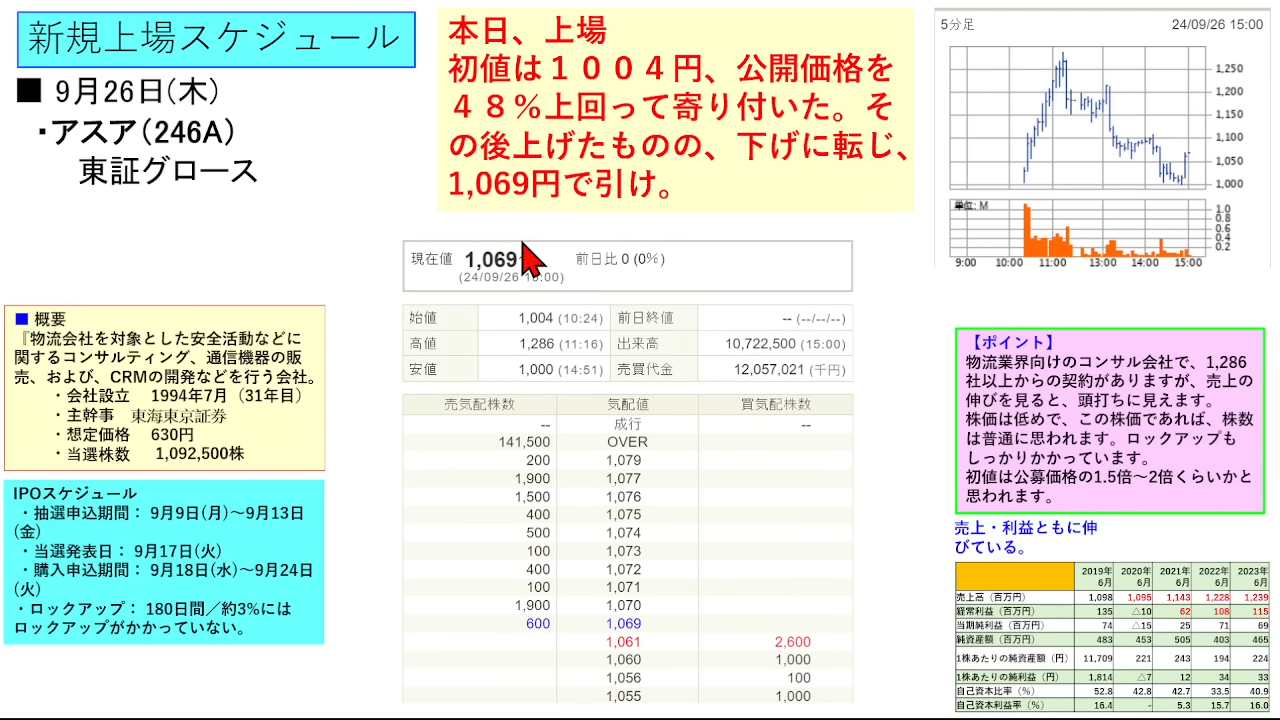 新規上場スケジュール
■ 9月26日(木)
・アスア(246A)
東証グロース
本日、上場
初値は１００４円、公開価格を
４８％上回って寄り付いた。そ
の後上げたものの、下げに転じ、
1,069円で引け。
5分足 24/09/26 15:00
1,250
1,200
1,150
1,100
1,050
1,000
単位: M
1.0
0.8
0.6
0.4
0.2
9:00 10:00 11:00 13:00 14:00 15:00
現在値 1,069 前日比 0 (0%)
(24/09/26 15:00)
始値 1,004 (10:24) 前日終値 -- (--/--/--)
高値 1,286 (11:16) 出来高 10,722,500 (15:00)
安値 1,000 (14:51) 売買代金 12,057,021 (千円)
売気配株数 気配値 買気配株数
-- 成行 --
141,500 OVER
200 1,079
1,900 1,077
1,500 1,076
400 1,075
500 1,074
100 1,073
400 1,072
100 1,071
1,900 1,070
600 1,069
1,061 2,600
1,060 1,000
1,056 100
1,055 1,000
■ 概要
『物流会社を対象とした安全活動などに
関するコンサルティング、通信機器の販
売、および、CRMの開発などを行う会社。
・会社設立 1994年7月（31年目）
・主幹事 東海東京証券
・想定価格 630円
・当選株数 1,092,500株
IPOスケジュール
・抽選申込期間： 9月9日(月)～9月13日
(金)
・当選発表日： 9月17日(火)
・購入申込期間： 9月18日(水)～9月24日
(火)
・ロックアップ： 180日間／約3%には
ロックアップがかかっていない。
【ポイント】
物流業界向けのコンサル会社で、1,286
社以上からの契約がありますが、売上の
伸びを見ると、頭打ちに見えます。
株価は低めで、この株価であれば、株数
は普通に思われます。ロックアップも
しっかりかかっています。
初値は公募価格の1.5倍～2倍くらいかと
思われます。
売上・利益ともに伸
びている。
2019年 2020年 2021年 2022年 2023年
6月 6月 6月 6月 6月
売上高（百万円） 1,098 1,095 1,143 1,228 1,239
経常利益（百万円） 135 △10 62 108 115
当期純利益（百万円） 74 △15 25 71 69
純資産額（百万円） 483 453 505 403 465
1株あたりの純資産額（円） 11,709 221 243 194 224
1株あたりの純利益（円） 1,814 △7 12 34 33
自己資本比率（％） 52.8 42.8 42.7 33.5 40.9
自己資本利益率（％） 16.4 - 5.3 15.7 16.0